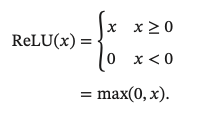 ReLU(x) = { x  x ≥ 0
0  x < 0
= max(0, x).